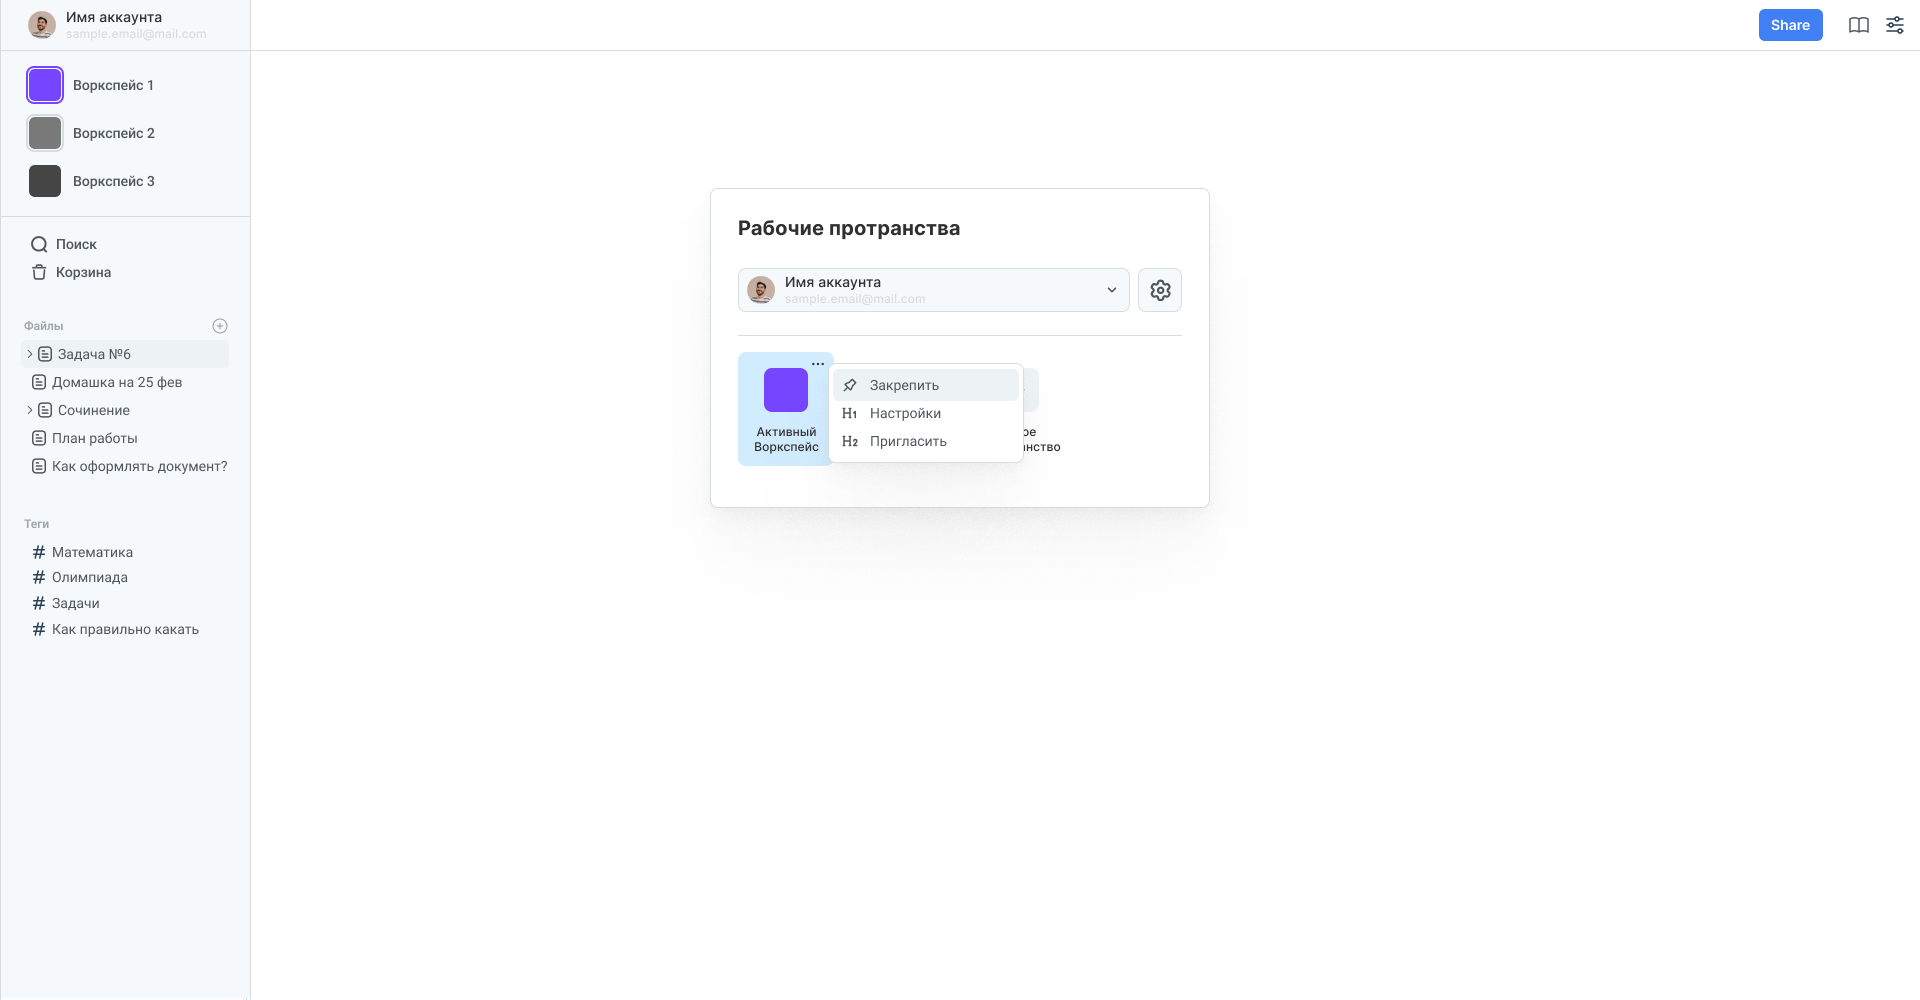 Имя аккаунта
sample.email@mail.com
Share
Воркспейс 1
Воркспейс 2
Воркспейс 3
Поиск
Корзина
Файлы
Задача №6
Домашка на 25 фев
Сочинение
План работы
Как оформлять документ?
Теги
# Математика
# Олимпиада
# Задачи
# Как правильно какать
Рабочие протранства
Имя аккаунта
sample.email@mail.com
Активный
Воркспейс
Закрепить
H1 Настройки
H2 Пригласить
ое
нство